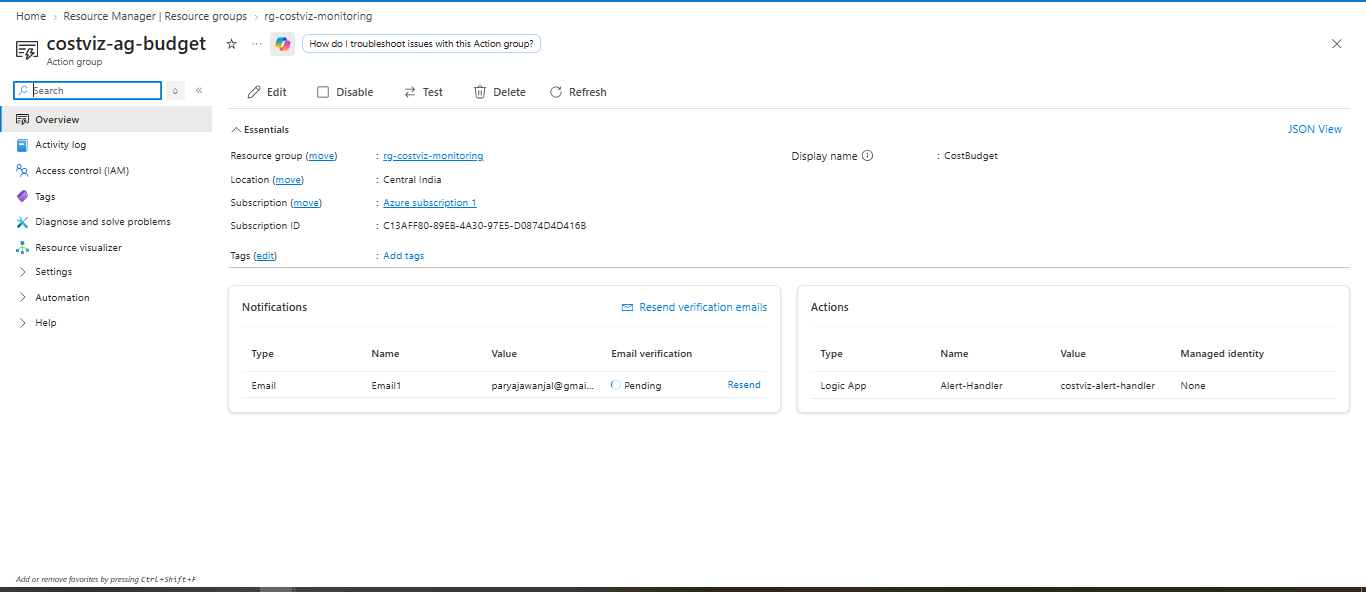 Home > Resource Manager | Resource groups > rg-costviz-monitoring
costviz-ag-budget
Action group
How do I troubleshoot issues with this Action group?
Search
Edit Disable Test Delete Refresh
Overview
Activity log
Access control (IAM)
Tags
Diagnose and solve problems
Resource visualizer
Settings
Automation
Help
Essentials
JSON View
Resource group (move) : rg-costviz-monitoring
Display name : CostBudget
Location (move) : Central India
Subscription (move) : Azure subscription 1
Subscription ID : C13AFF80-89EB-4A30-97E5-D0874D4D416B
Tags (edit) : Add tags
Notifications
Resend verification emails
Type Name Value Email verification
Email Email1 paryajawanjal@gmai... Pending Resend
Actions
Type Name Value Managed identity
Logic App Alert-Handler costviz-alert-handler None
Add or remove favorites by pressing Ctrl+Shift+F